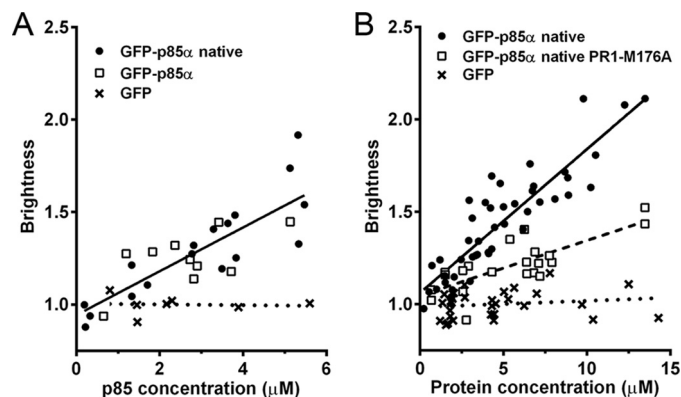 A
B
2.5
2.0
1.5
1.0
0
0
2
4
6
Brightness
p85 concentration (μM)
● GFP-p85α native
□ GFP-p85α
× GFP
2.5
2.0
1.5
1.0
0
0
5
10
15
Brightness
Protein concentration (μM)
● GFP-p85α native
□ GFP-p85α native PR1-M176A
× GFP